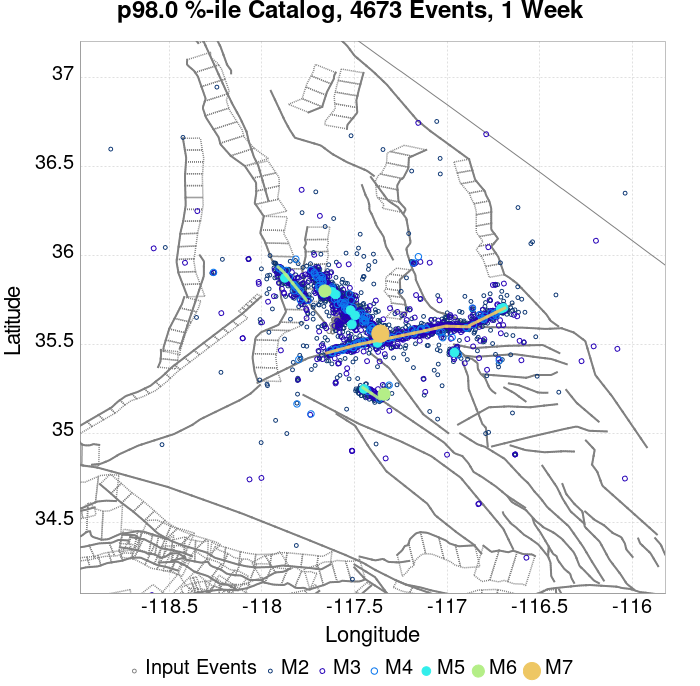 p98.0 %-ile Catalog, 4673 Events, 1 Week
37
36.5
36
35.5
35
34.5
Latitude
-118.5 -118 -117.5 -117 -116.5 -116
Longitude
Input Events M2 M3 M4 M5 M6 M7